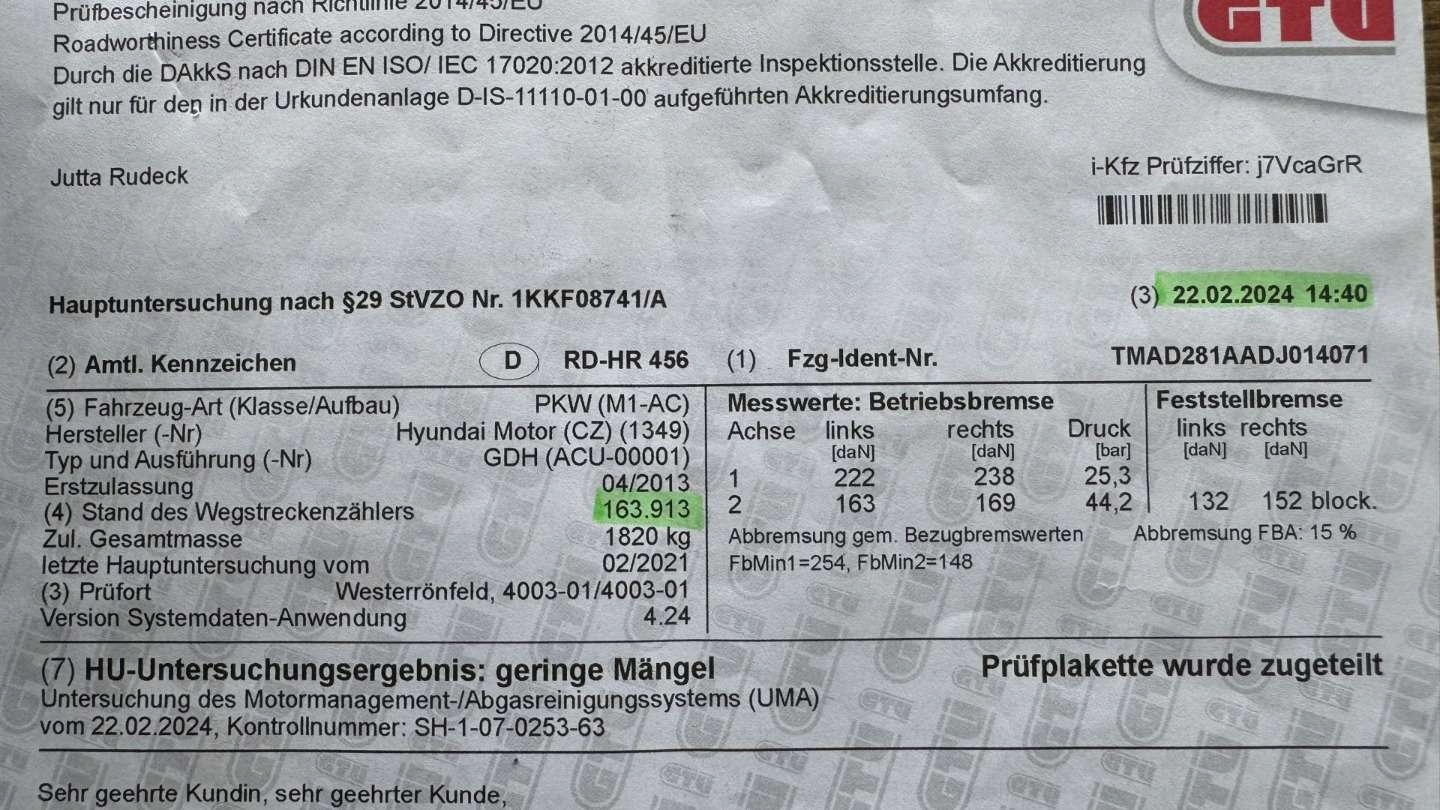 Prüfbescheinigung nach Richtlinie 2014/45/EU
GTÜ
Roadworthiness Certificate according to Directive 2014/45/EU
Durch die DAkkS nach DIN EN ISO/ IEC 17020:2012 akkreditierte Inspektionsstelle. Die Akkreditierung
gilt nur für den in der Urkundenanlage D-IS-11110-01-00 aufgeführten Akkreditierungsumfang.
Jutta Rudeck
i-Kfz Prüfziffer: j7VcaGrR
Hauptuntersuchung nach §29 StVZO Nr. 1KKF08741/A
(3) 22.02.2024 14:40
(2) Amtl. Kennzeichen D RD-HR 456 (1) Fzg-Ident-Nr. TMAD281AADJ014071
(5) Fahrzeug-Art (Klasse/Aufbau) PKW (M1-AC)
Hersteller (-Nr) Hyundai Motor (CZ) (1349)
Typ und Ausführung (-Nr) GDH (ACU-00001)
Erstzulassung 04/2013
(4) Stand des Wegstreckenzählers 163.913
Zul. Gesamtmasse 1820 kg
letzte Hauptuntersuchung vom 02/2021
(3) Prüfort Westerrönfeld, 4003-01/4003-01
Version Systemdaten-Anwendung 4.24
Messwerte: Betriebsbremse Feststellbremse
Achse links rechts Druck links rechts
[daN] [daN] [bar] [daN] [daN]
1 222 238 25,3
2 163 169 44,2 132 152 block.
Abbremsung gem. Bezugbremswerten Abbremsung FBA: 15 %
FbMin1=254, FbMin2=148
(7) HU-Untersuchungsergebnis: geringe Mängel Prüfplakette wurde zugeteilt
Untersuchung des Motormanagement-/Abgasreinigungssystems (UMA)
vom 22.02.2024, Kontrollnummer: SH-1-07-0253-63
Sehr geehrte Kundin, sehr geehrter Kunde,